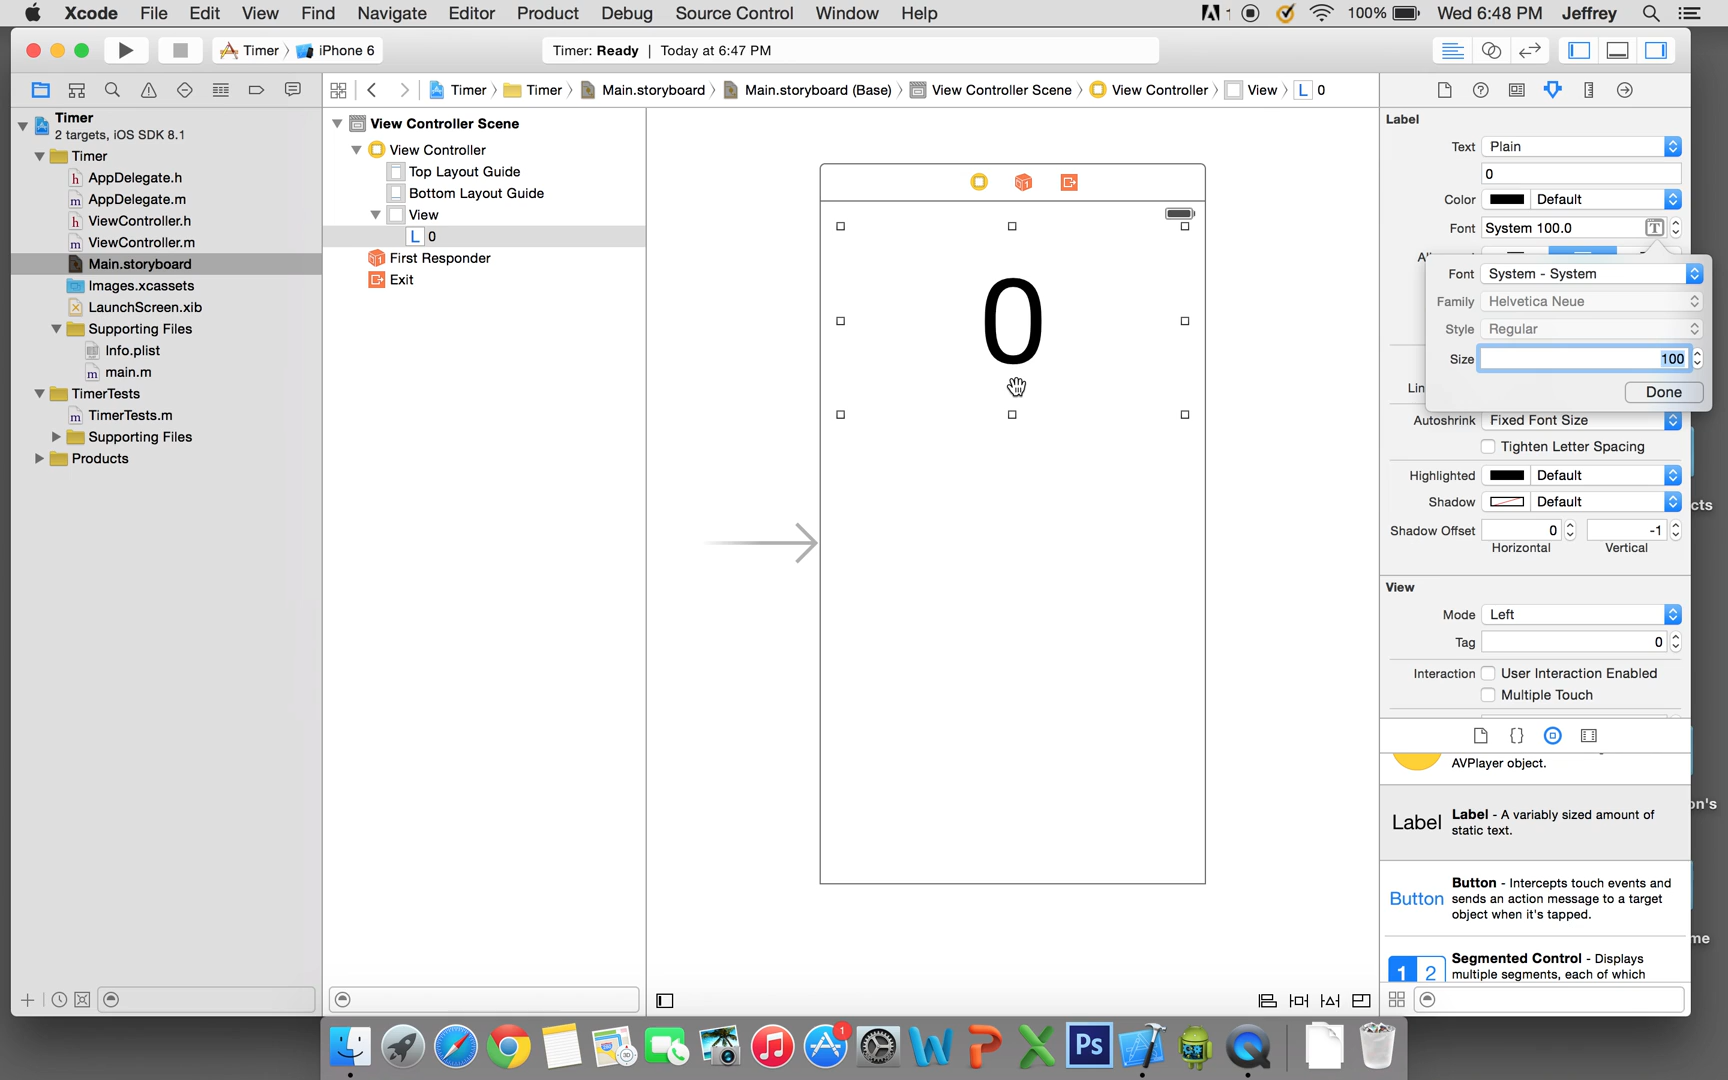 Xcode File Edit View Find Navigate Editor Product Debug Source Control Window Help 1 100% Wed 6:48 PM Jeffrey
Timer iPhone 6 Timer: Ready | Today at 6:47 PM
Timer Timer Main.storyboard Main.storyboard (Base) View Controller Scene View Controller View L 0
Timer
2 targets, iOS SDK 8.1
Timer
h AppDelegate.h
m AppDelegate.m
h ViewController.h
m ViewController.m
Main.storyboard
Images.xcassets
LaunchScreen.xib
Supporting Files
Info.plist
m main.m
TimerTests
m TimerTests.m
Supporting Files
Products
View Controller Scene
View Controller
Top Layout Guide
Bottom Layout Guide
View
L 0
First Responder
Exit
0
Label
Text Plain
0
Color Default
Font System 100.0 T
Font System - System
Family Helvetica Neue
Style Regular
Size 100
Done
Lin
Autoshrink Fixed Font Size
Tighten Letter Spacing
Highlighted Default
Shadow Default
Shadow Offset 0 -1
Horizontal Vertical
View
Mode Left
Tag 0
Interaction User Interaction Enabled
Multiple Touch
{}
AVPlayer object.
Label Label - A variably sized amount of
static text.
Button Button - Intercepts touch events and
sends an action message to a target
object when it's tapped.
1 2 Segmented Control - Displays
multiple segments, each of which
cts
on's
me
1
W P X Ps